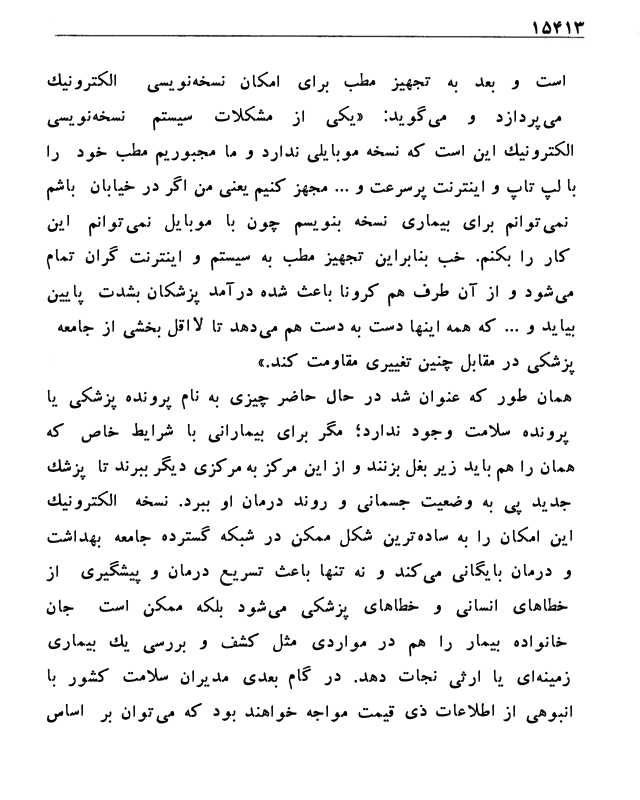 ۱۵۴۱۳
است و بعد به تجهیز مطب برای امکان نسخه‌نویسی الکترونیك
می‌پردازد و می‌گوید: «یکی از مشکلات سیستم نسخه‌نویسی
الکترونیك این است که نسخه موبایلی ندارد و ما مجبوریم مطب خود را
با لپ تاپ و اینترنت پرسرعت و ... مجهز کنیم یعنی من اگر در خیابان باشم
نمی‌توانم برای بیماری نسخه بنویسم چون با موبایل نمی‌توانم این
کار را بکنم. خب بنابراین تجهیز مطب به سیستم و اینترنت گران تمام
می‌شود و از آن طرف هم کرونا باعث شده درآمد پزشکان بشدت پایین
بیاید و ... که همه اینها دست به دست هم می‌دهد تا لااقل بخشی از جامعه
پزشکی در مقابل چنین تغییری مقاومت کند.»
همان طور که عنوان شد در حال حاضر چیزی به نام پرونده پزشکی یا
پرونده سلامت وجود ندارد؛ مگر برای بیمارانی با شرایط خاص که
همان را هم باید زیر بغل بزنند و از این مرکز به مرکزی دیگر ببرند تا پزشك
جدید پی به وضعیت جسمانی و روند درمان او ببرد. نسخه الکترونیك
این امکان را به ساده‌ترین شکل ممکن در شبکه گسترده جامعه بهداشت
و درمان بایگانی می‌کند و نه تنها باعث تسریع درمان و پیشگیری از
خطاهای انسانی و خطاهای پزشکی می‌شود بلکه ممکن است جان
خانواده بیمار را هم در مواردی مثل کشف و بررسی یك بیماری
زمینه‌ای یا ارثی نجات دهد. در گام بعدی مدیران سلامت کشور با
انبوهی از اطلاعات ذی قیمت مواجه خواهند بود که می‌توان بر اساس